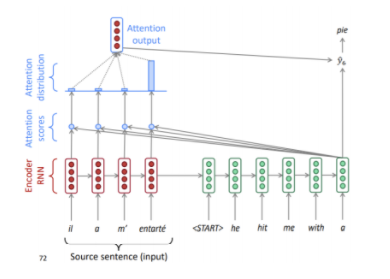 Attention output
pie
Attention distribution
ŷ₆
Attention scores
Encoder RNN
il a m' entarté <START> he hit me with a
72 Source sentence (input)